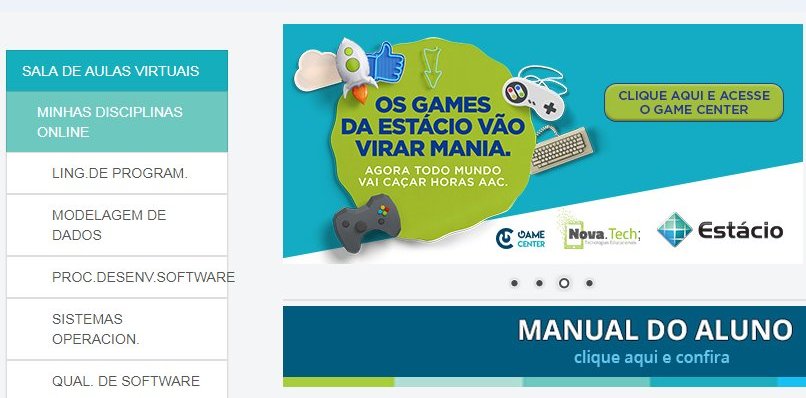 SALA DE AULAS VIRTUAIS
MINHAS DISCIPLINAS
ONLINE
LING.DE PROGRAM.
MODELAGEM DE
DADOS
PROC.DESENV.SOFTWARE
SISTEMAS
OPERACION.
QUAL. DE SOFTWARE
OS GAMES
DA ESTÁCIO VÃO
VIRAR MANIA.
AGORA TODO MUNDO
VAI CAÇAR HORAS AAC.
CLIQUE AQUI E ACESSE
O GAME CENTER
GAME
CENTER
Nova.Tech;
Tecnologias Educacionais
Estácio
MANUAL DO ALUNO
clique aqui e confira